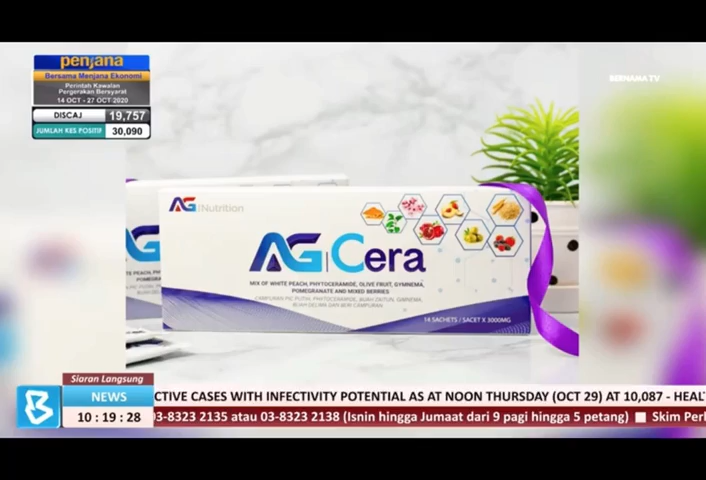 penjana
Bersama Menjana Ekonomi
Perintah Kawalan
Pergerakan Bersyarat
14 OCT - 27 OCT 2020
DISCAJ 19,757
JUMLAH KES POSITIF 30,090
BERNAMA TV
AG|Nutrition
AG|Cera
MIX OF WHITE PEACH, PHYTOCERAMIDE, OLIVE FRUIT, GYMNEMA,
POMEGRANATE AND MIXED BERRIES
CAMPURAN PIC PUTIH, PHYTOCERAMIDE, BUAH OLITUN, GIMNEMA,
BUAH DELIMA DAN BERI CAMPURAN
14 SACHETS / SACET X 3000MG
Siaran Langsung
NEWS
CTIVE CASES WITH INFECTIVITY POTENTIAL AS AT NOON THURSDAY (OCT 29) AT 10,087 - HEAL
10:19:28
03-8323 2135 atau 03-8323 2138 (Isnin hingga Jumaat dari 9 pagi hingga 5 petang) Skim Perl